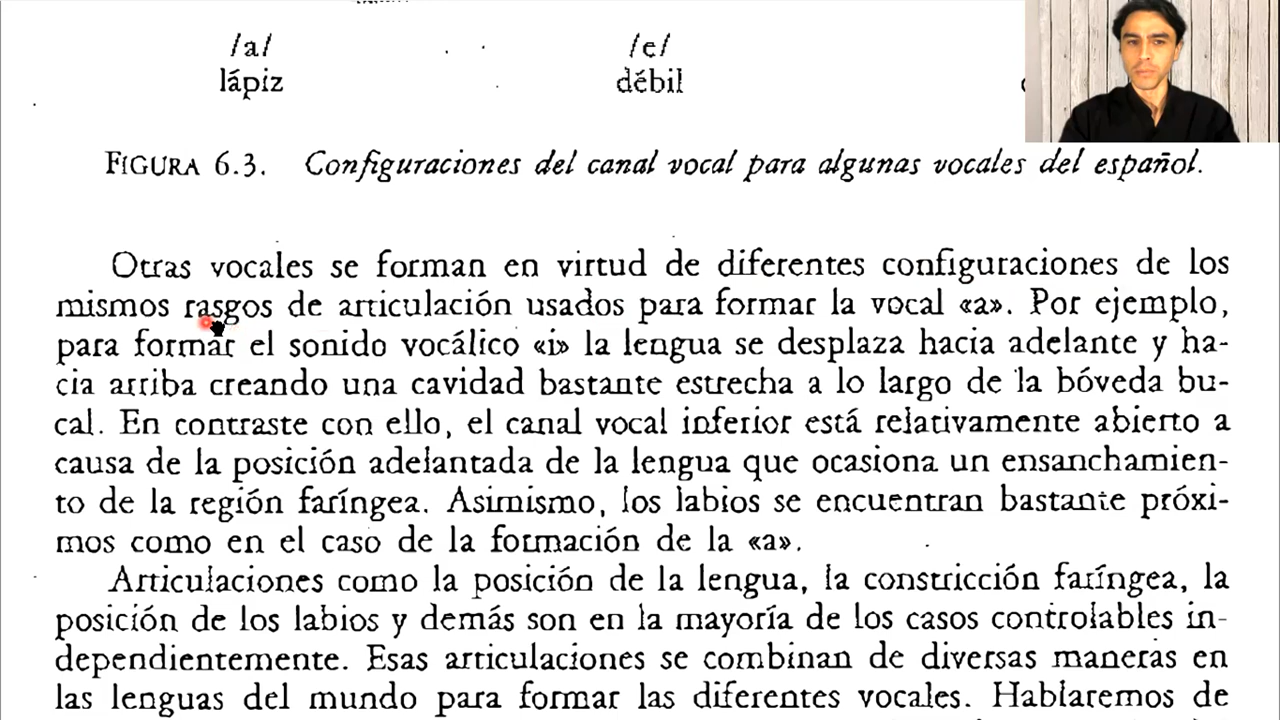 /a/ /e/
lápiz débil
FIGURA 6.3. Configuraciones del canal vocal para algunas vocales del español.
Otras vocales se forman en virtud de diferentes configuraciones de los
mismos rasgos de articulación usados para formar la vocal «a». Por ejemplo,
para formar el sonido vocálico «i» la lengua se desplaza hacia adelante y ha-
cia arriba creando una cavidad bastante estrecha a lo largo de la bóveda bu-
cal. En contraste con ello, el canal vocal inferior está relativamente abierto a
causa de la posición adelantada de la lengua que ocasiona un ensanchamien-
to de la región faríngea. Asimismo, los labios se encuentran bastante próxi-
mos como en el caso de la formación de la «a».
Articulaciones como la posición de la lengua, la constricción faríngea, la
posición de los labios y demás son en la mayoría de los casos controlables in-
dependientemente. Esas articulaciones se combinan de diversas maneras en
las lenguas del mundo para formar las diferentes vocales. Hablaremos de